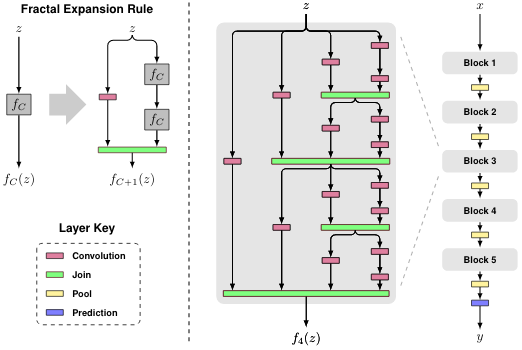 Fractal Expansion Rule
z
z
f_C
f_C
f_C
f_C(z)
f_{C+1}(z)
Layer Key
Convolution
Join
Pool
Prediction
z
f_4(z)
x
Block 1
Block 2
Block 3
Block 4
Block 5
y